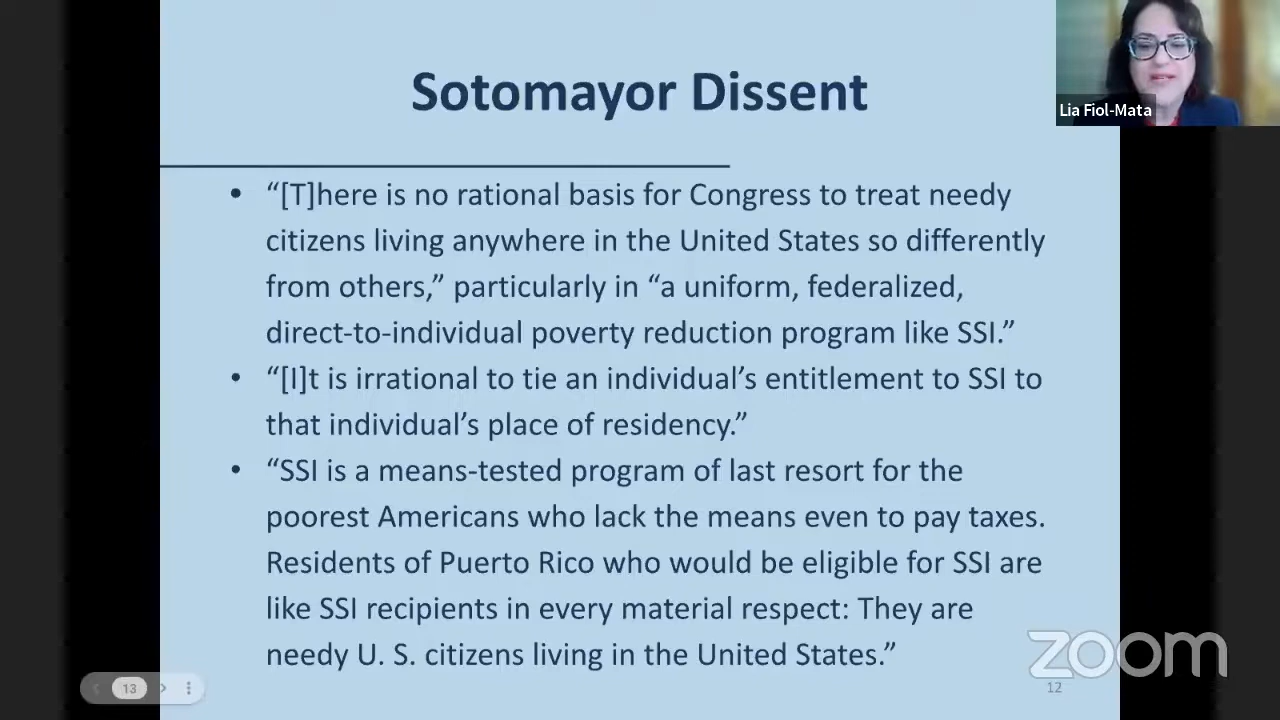 Sotomayor Dissent
Lia Fiol-Mata
• “[T]here is no rational basis for Congress to treat needy
citizens living anywhere in the United States so differently
from others,” particularly in “a uniform, federalized,
direct-to-individual poverty reduction program like SSI.”
• “[I]t is irrational to tie an individual’s entitlement to SSI to
that individual’s place of residency.”
• “SSI is a means-tested program of last resort for the
poorest Americans who lack the means even to pay taxes.
Residents of Puerto Rico who would be eligible for SSI are
like SSI recipients in every material respect: They are
needy U. S. citizens living in the United States.”
zoom
13
12